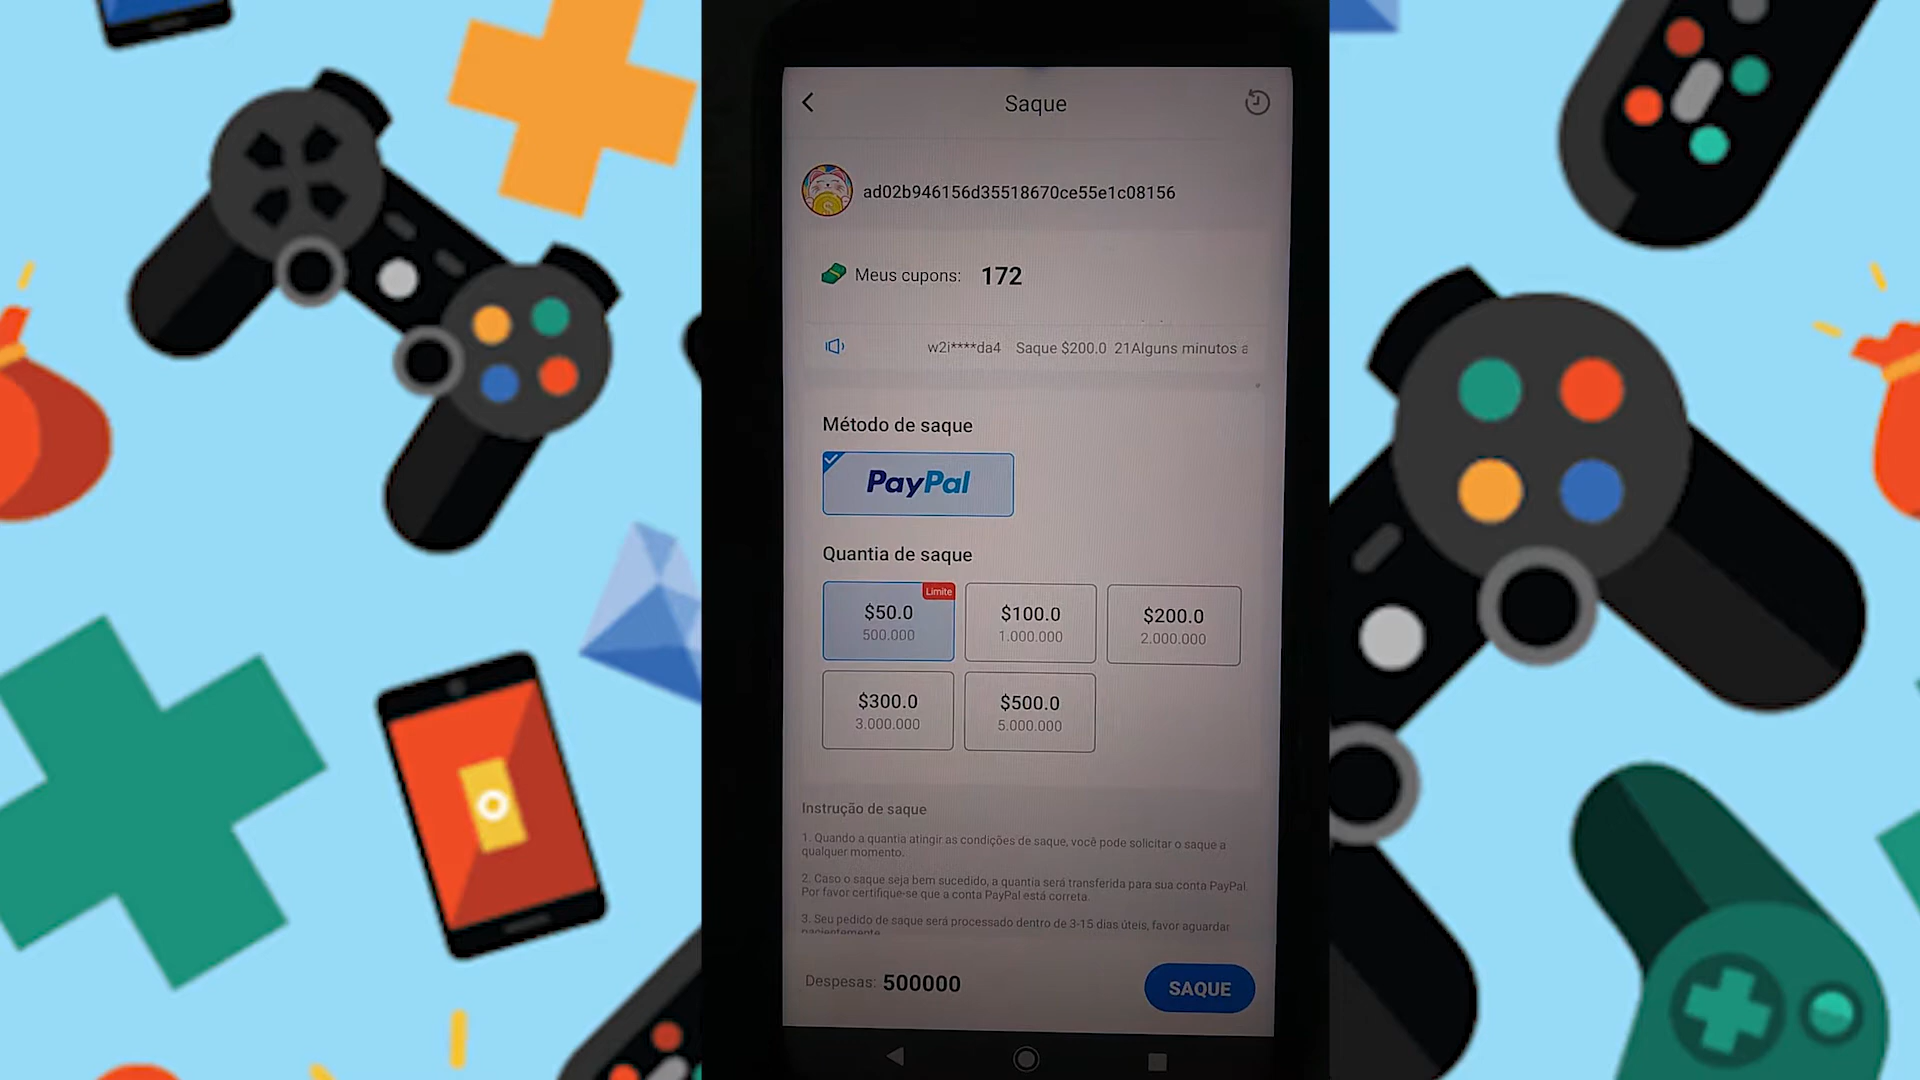 Saque
ad02b946156d35518670ce55e1c08156
Meus cupons: 172
w2i****da4 Saque $200.0 21Alguns minutos a
Método de saque
PayPal
Quantia de saque
Limite
$50.0
500.000
$100.0
1.000.000
$200.0
2.000.000
$300.0
3.000.000
$500.0
5.000.000
Instrução de saque
1. Quando a quantia atingir as condições de saque, você pode solicitar o saque a
qualquer momento.
2. Caso o saque seja bem sucedido, a quantia será transferida para sua conta PayPal.
Por favor certifique-se que a conta PayPal está correta.
3. Seu pedido de saque será processado dentro de 3-15 días úteis, favor aguardar
pacientemente
Despesas: 500000
SAQUE